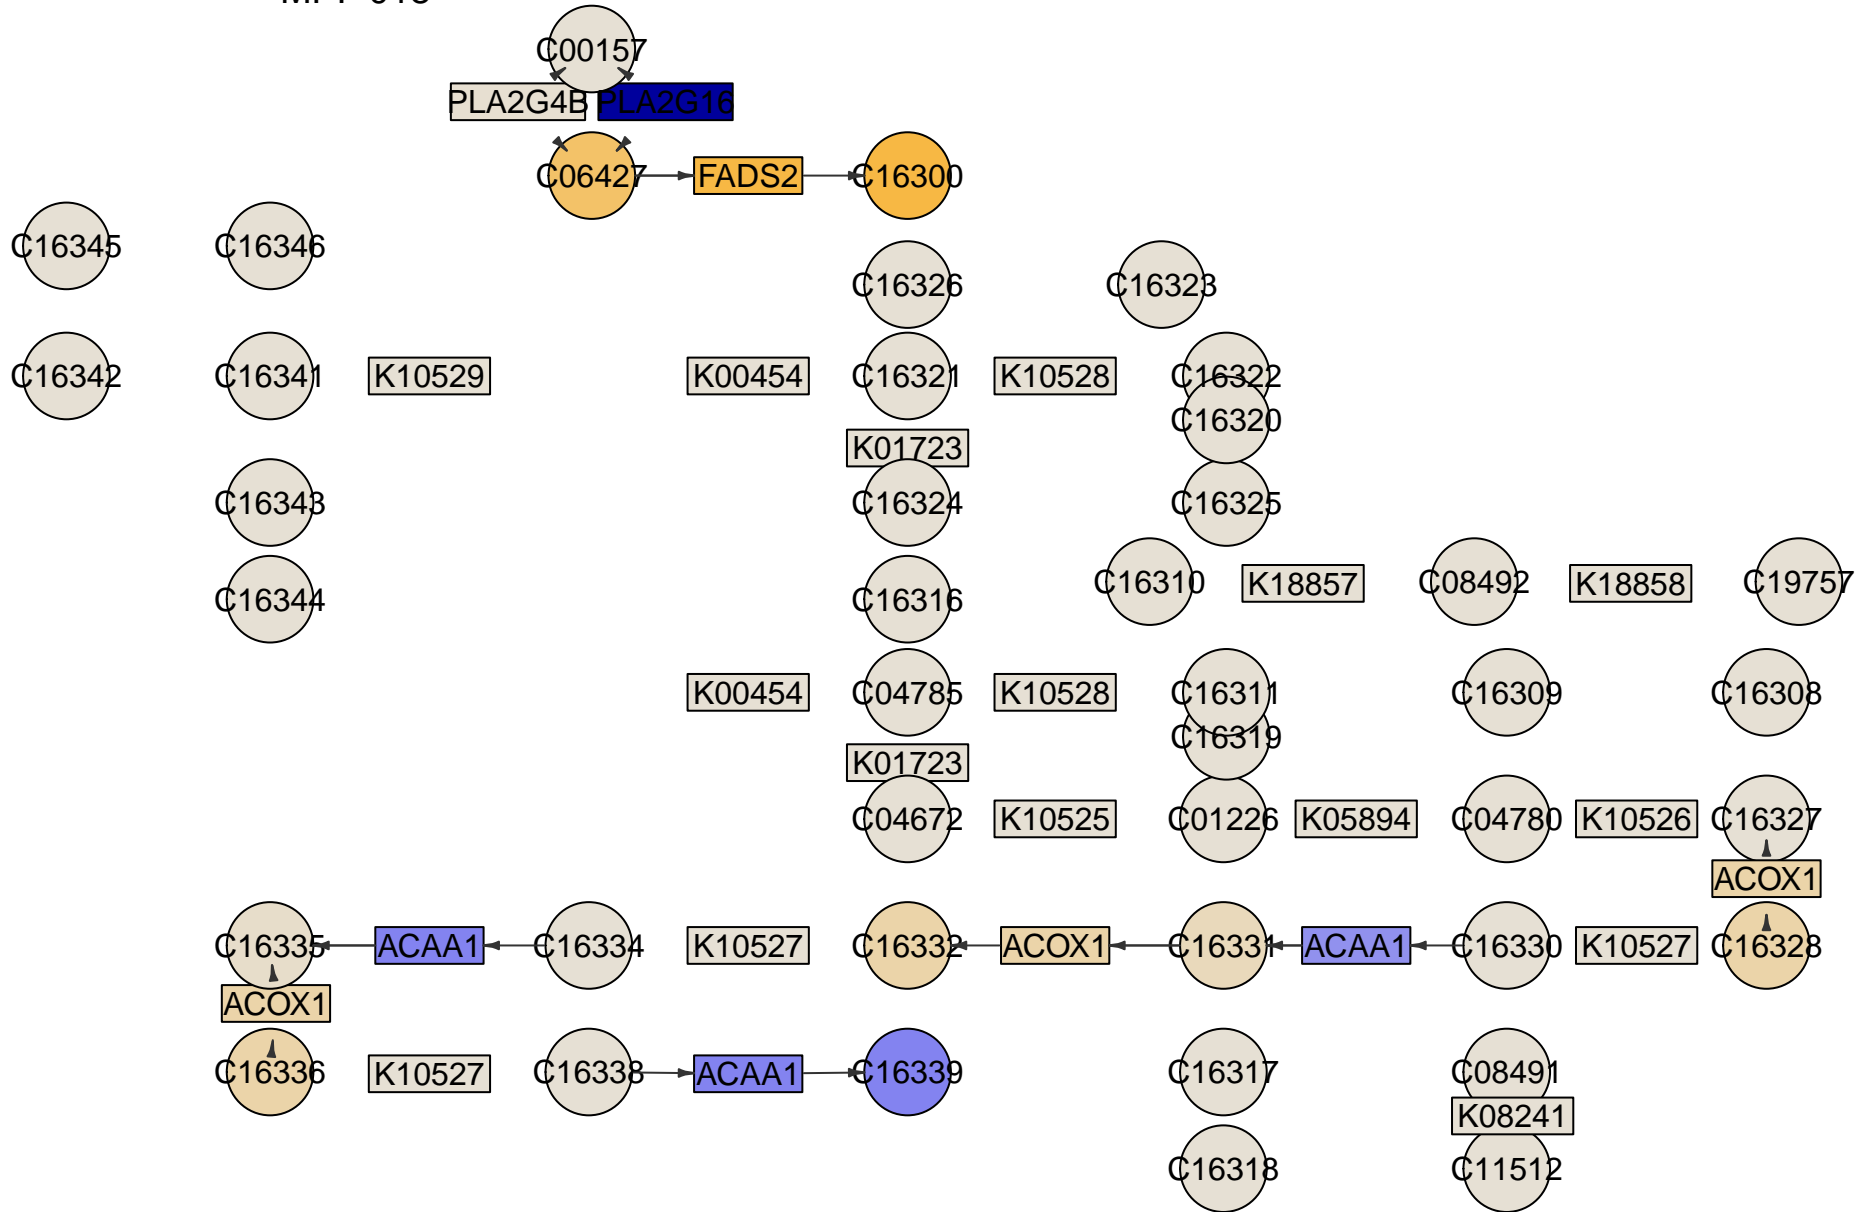 C00157
PLA2G4B PLA2G16
C06427 FADS2 C16300
C16345 C16346
C16326 C16323
C16342 C16341 K10529 K00454 C16321 K10528 C16322
C16320
K01723
C16343 C16324 C16325
C16310 K18857 C08492 K18858 C19757
C16344 C16316
K00454 C04785 K10528 C16311 C16309 C16308
C16319
K01723
C04672 K10525 C01226 K05894 C04780 K10526 C16327
ACOX1
C16335 ACAA1 C16334 K10527 C16332 ACOX1 C16331 ACAA1 C16330 K10527 C16328
ACOX1
C16336 K10527 C16338 ACAA1 C16339 C16317 C08491
K08241
C16318 C11512